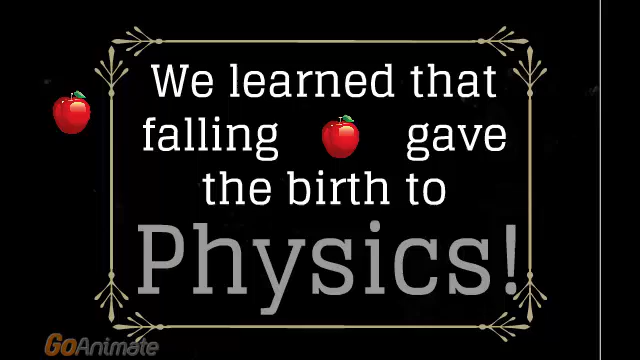 We learned that
falling gave
the birth to
Physics!
GoAnimate